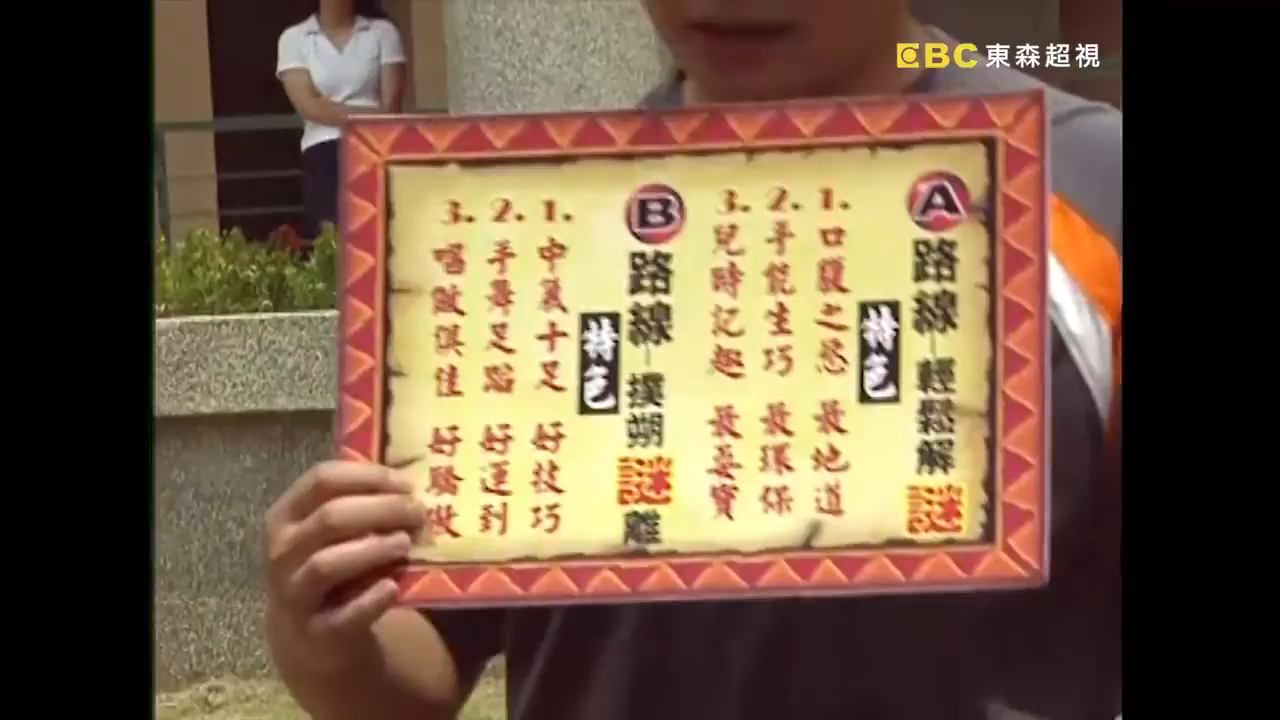 EBC 東森超視
A 路線－輕鬆解謎
特色
1. 口腹之慾 最地道
2. 手能生巧 最環保
3. 兒時記趣 最耍寶
B 路線－撲朔謎離
特色
1. 中氣十足 好技巧
2. 手舞足蹈 好運到
3. 唱做俱佳 好